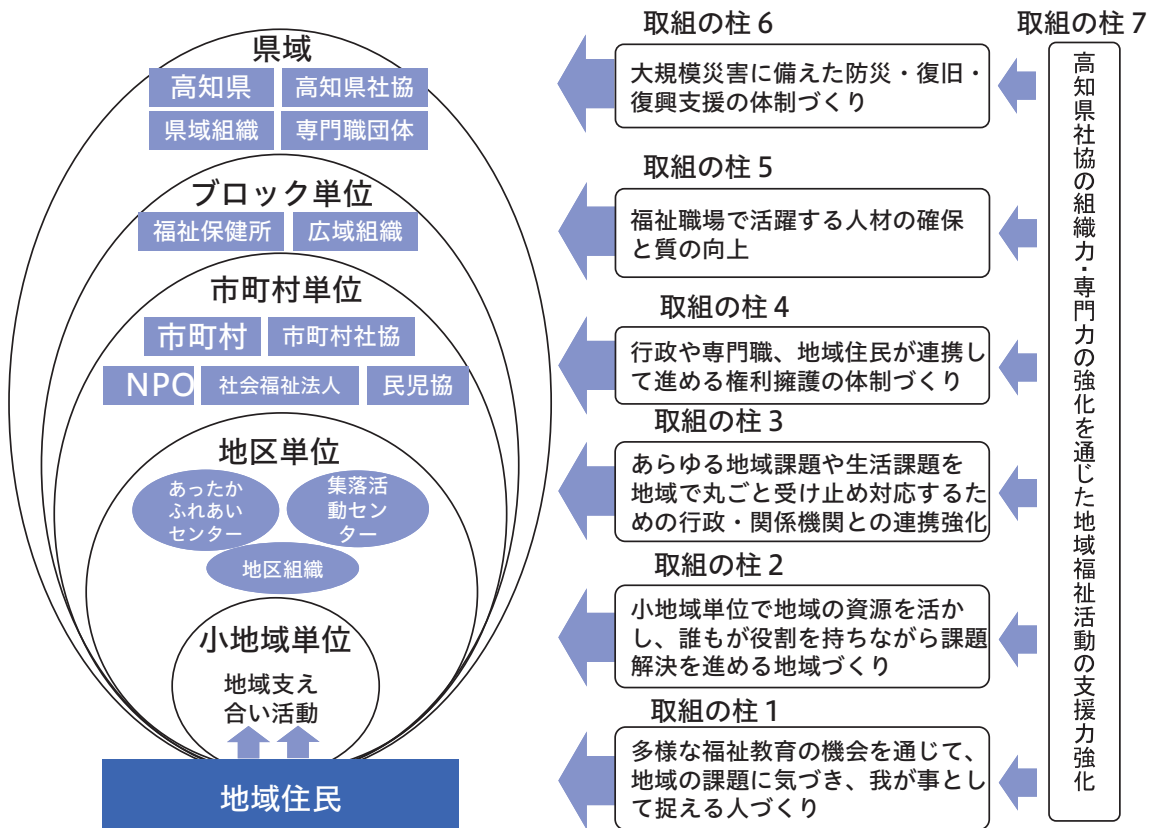 県域
高知県
高知県社協
県域組織
専門職団体
ブロック単位
福祉保健所
広域組織
市町村単位
市町村
市町村社協
NPO
社会福祉法人
民児協
地区単位
あったか
ふれあい
センター
集落活
動セン
ター
地区組織
小地域単位
地域支え
合い活動
地域住民
取組の柱６
大規模災害に備えた防災・復旧・
復興支援の体制づくり
取組の柱５
福祉職場で活躍する人材の確保
と質の向上
取組の柱４
行政や専門職、地域住民が連携し
て進める権利擁護の体制づくり
取組の柱３
あらゆる地域課題や生活課題を
地域で丸ごと受け止め対応するた
めの行政・関係機関との連携強化
取組の柱２
小地域単位で地域の資源を活か
し、誰もが役割を持ちながら課題
解決を進める地域づくり
取組の柱１
多様な福祉教育の機会を通じて、
地域の課題に気づき、我が事とし
て捉える人づくり
取組の柱７
高知県社協の組織力・専門力の強化を通じた地域福祉活動の支援力強化